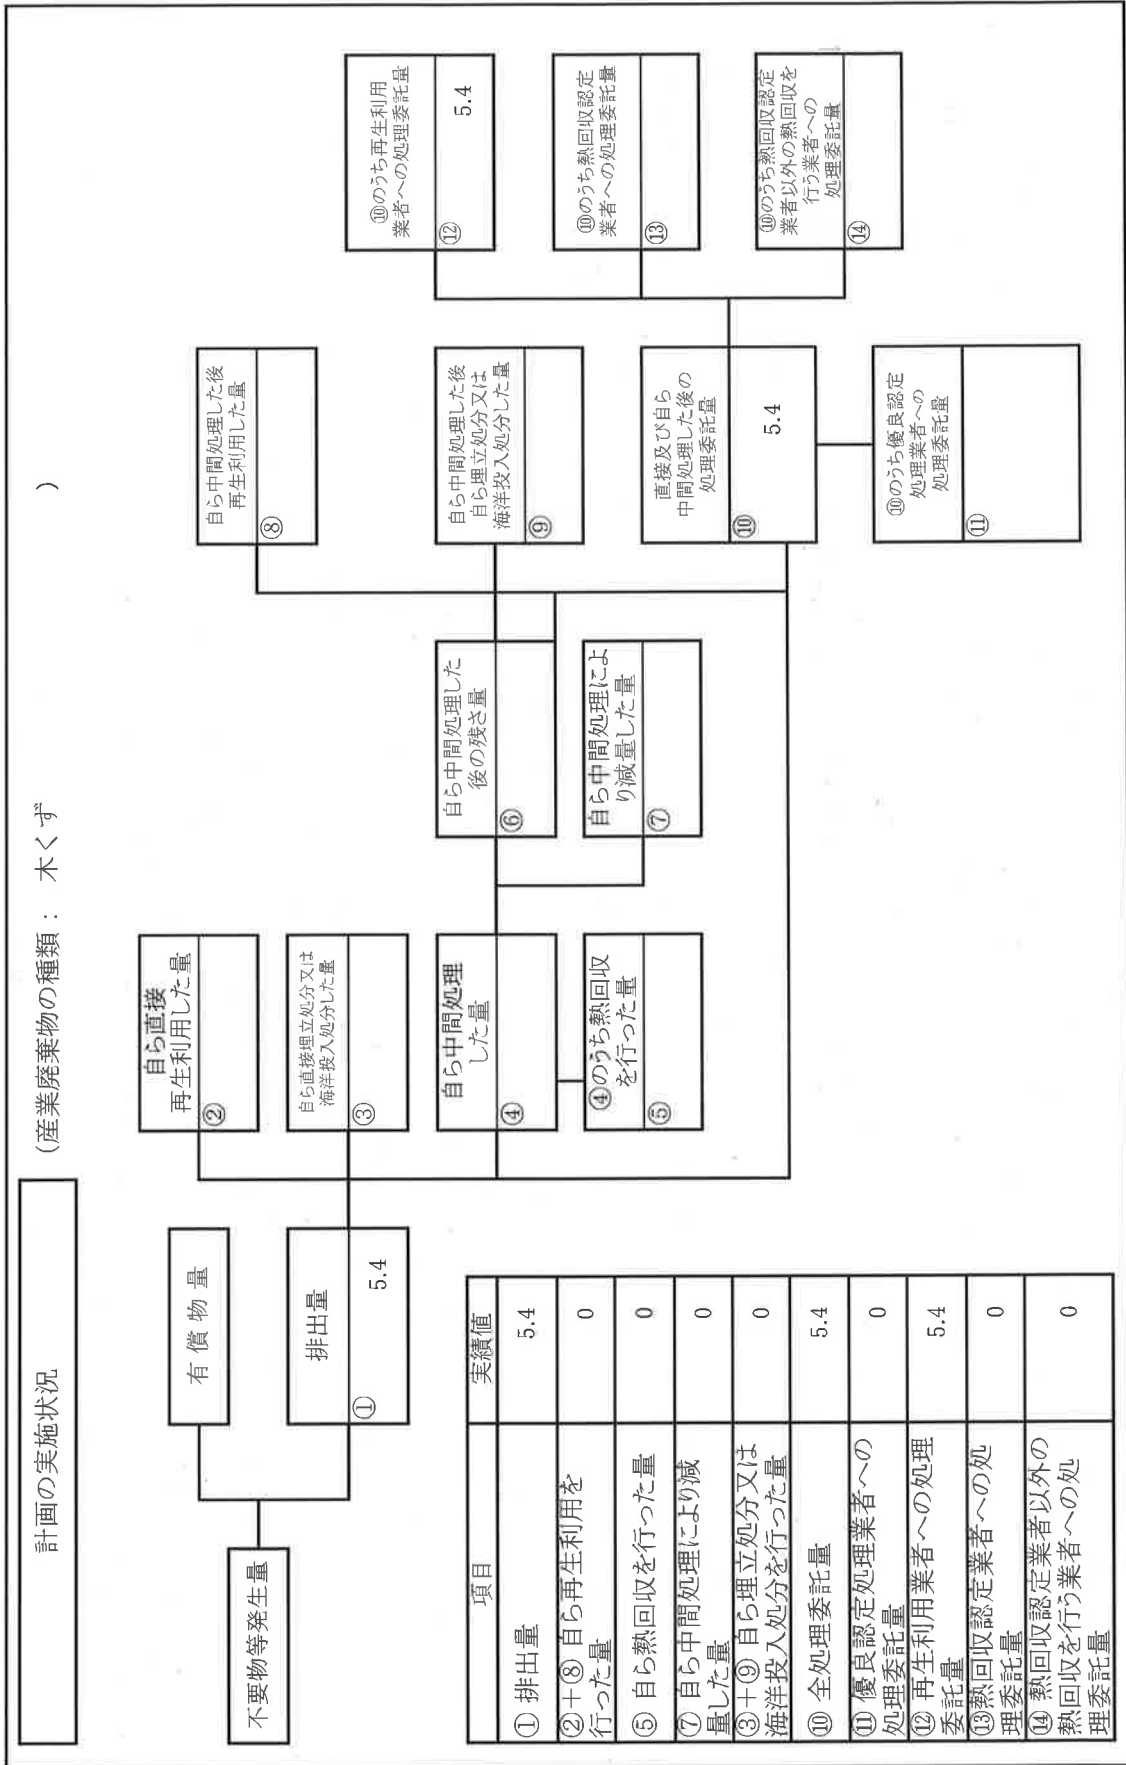 計画の実施状況
(産業廃棄物の種類： 木くず )
不要物等発生量
有償物量
排出量
①
5.4
自ら直接
再生利用した量
②
自ら直接埋立処分又は
海洋投入処分した量
③
自ら中間処理
した量
④
④のうち熱回収
を行った量
⑤
自ら中間処理した
後の残さ量
⑥
自ら中間処理によ
り減量した量
⑦
自ら中間処理した後
再生利用した量
⑧
自ら中間処理した後
自ら埋立処分又は
海洋投入処分した量
⑨
直接及び自ら
中間処理した後の
処理委託量
⑩
5.4
⑩のうち優良認定
処理業者への
処理委託量
⑪
⑩のうち再生利用
業者への処理委託量
⑫
5.4
⑩のうち熱回収認定
業者への処理委託量
⑬
⑩のうち熱回収認定
業者以外の熱回収を
行う業者への
処理委託量
⑭
項目 実績値
① 排出量 5.4
②＋⑧ 自ら再生利用を
行った量 0
⑤ 自ら熱回収を行った量 0
⑦ 自ら中間処理により減
量した量 0
③＋⑨ 自ら埋立処分又は
海洋投入処分を行った量 0
⑩ 全処理委託量 5.4
⑪ 優良認定処理業者への
処理委託量 0
⑫ 再生利用業者への処理
委託量 5.4
⑬熱回収認定業者への処
理委託量 0
⑭ 熱回収認定業者以外の
熱回収を行う業者への処
理委託量 0